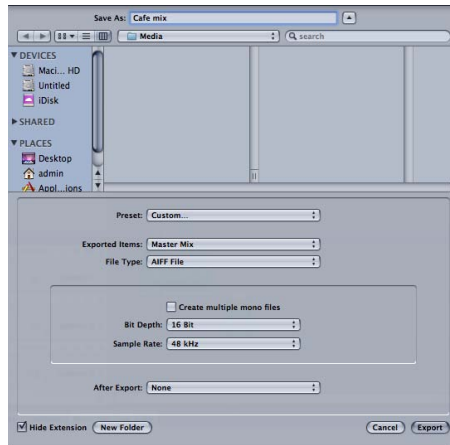 Save As: Cafe mix
Media
search
DEVICES
Maci... HD
Untitled
iDisk
SHARED
PLACES
Desktop
admin
Appl...ions
Preset: Custom...
Exported Items: Master Mix
File Type: AIFF File
Create multiple mono files
Bit Depth: 16 Bit
Sample Rate: 48 kHz
After Export: None
Hide Extension New Folder Cancel Export